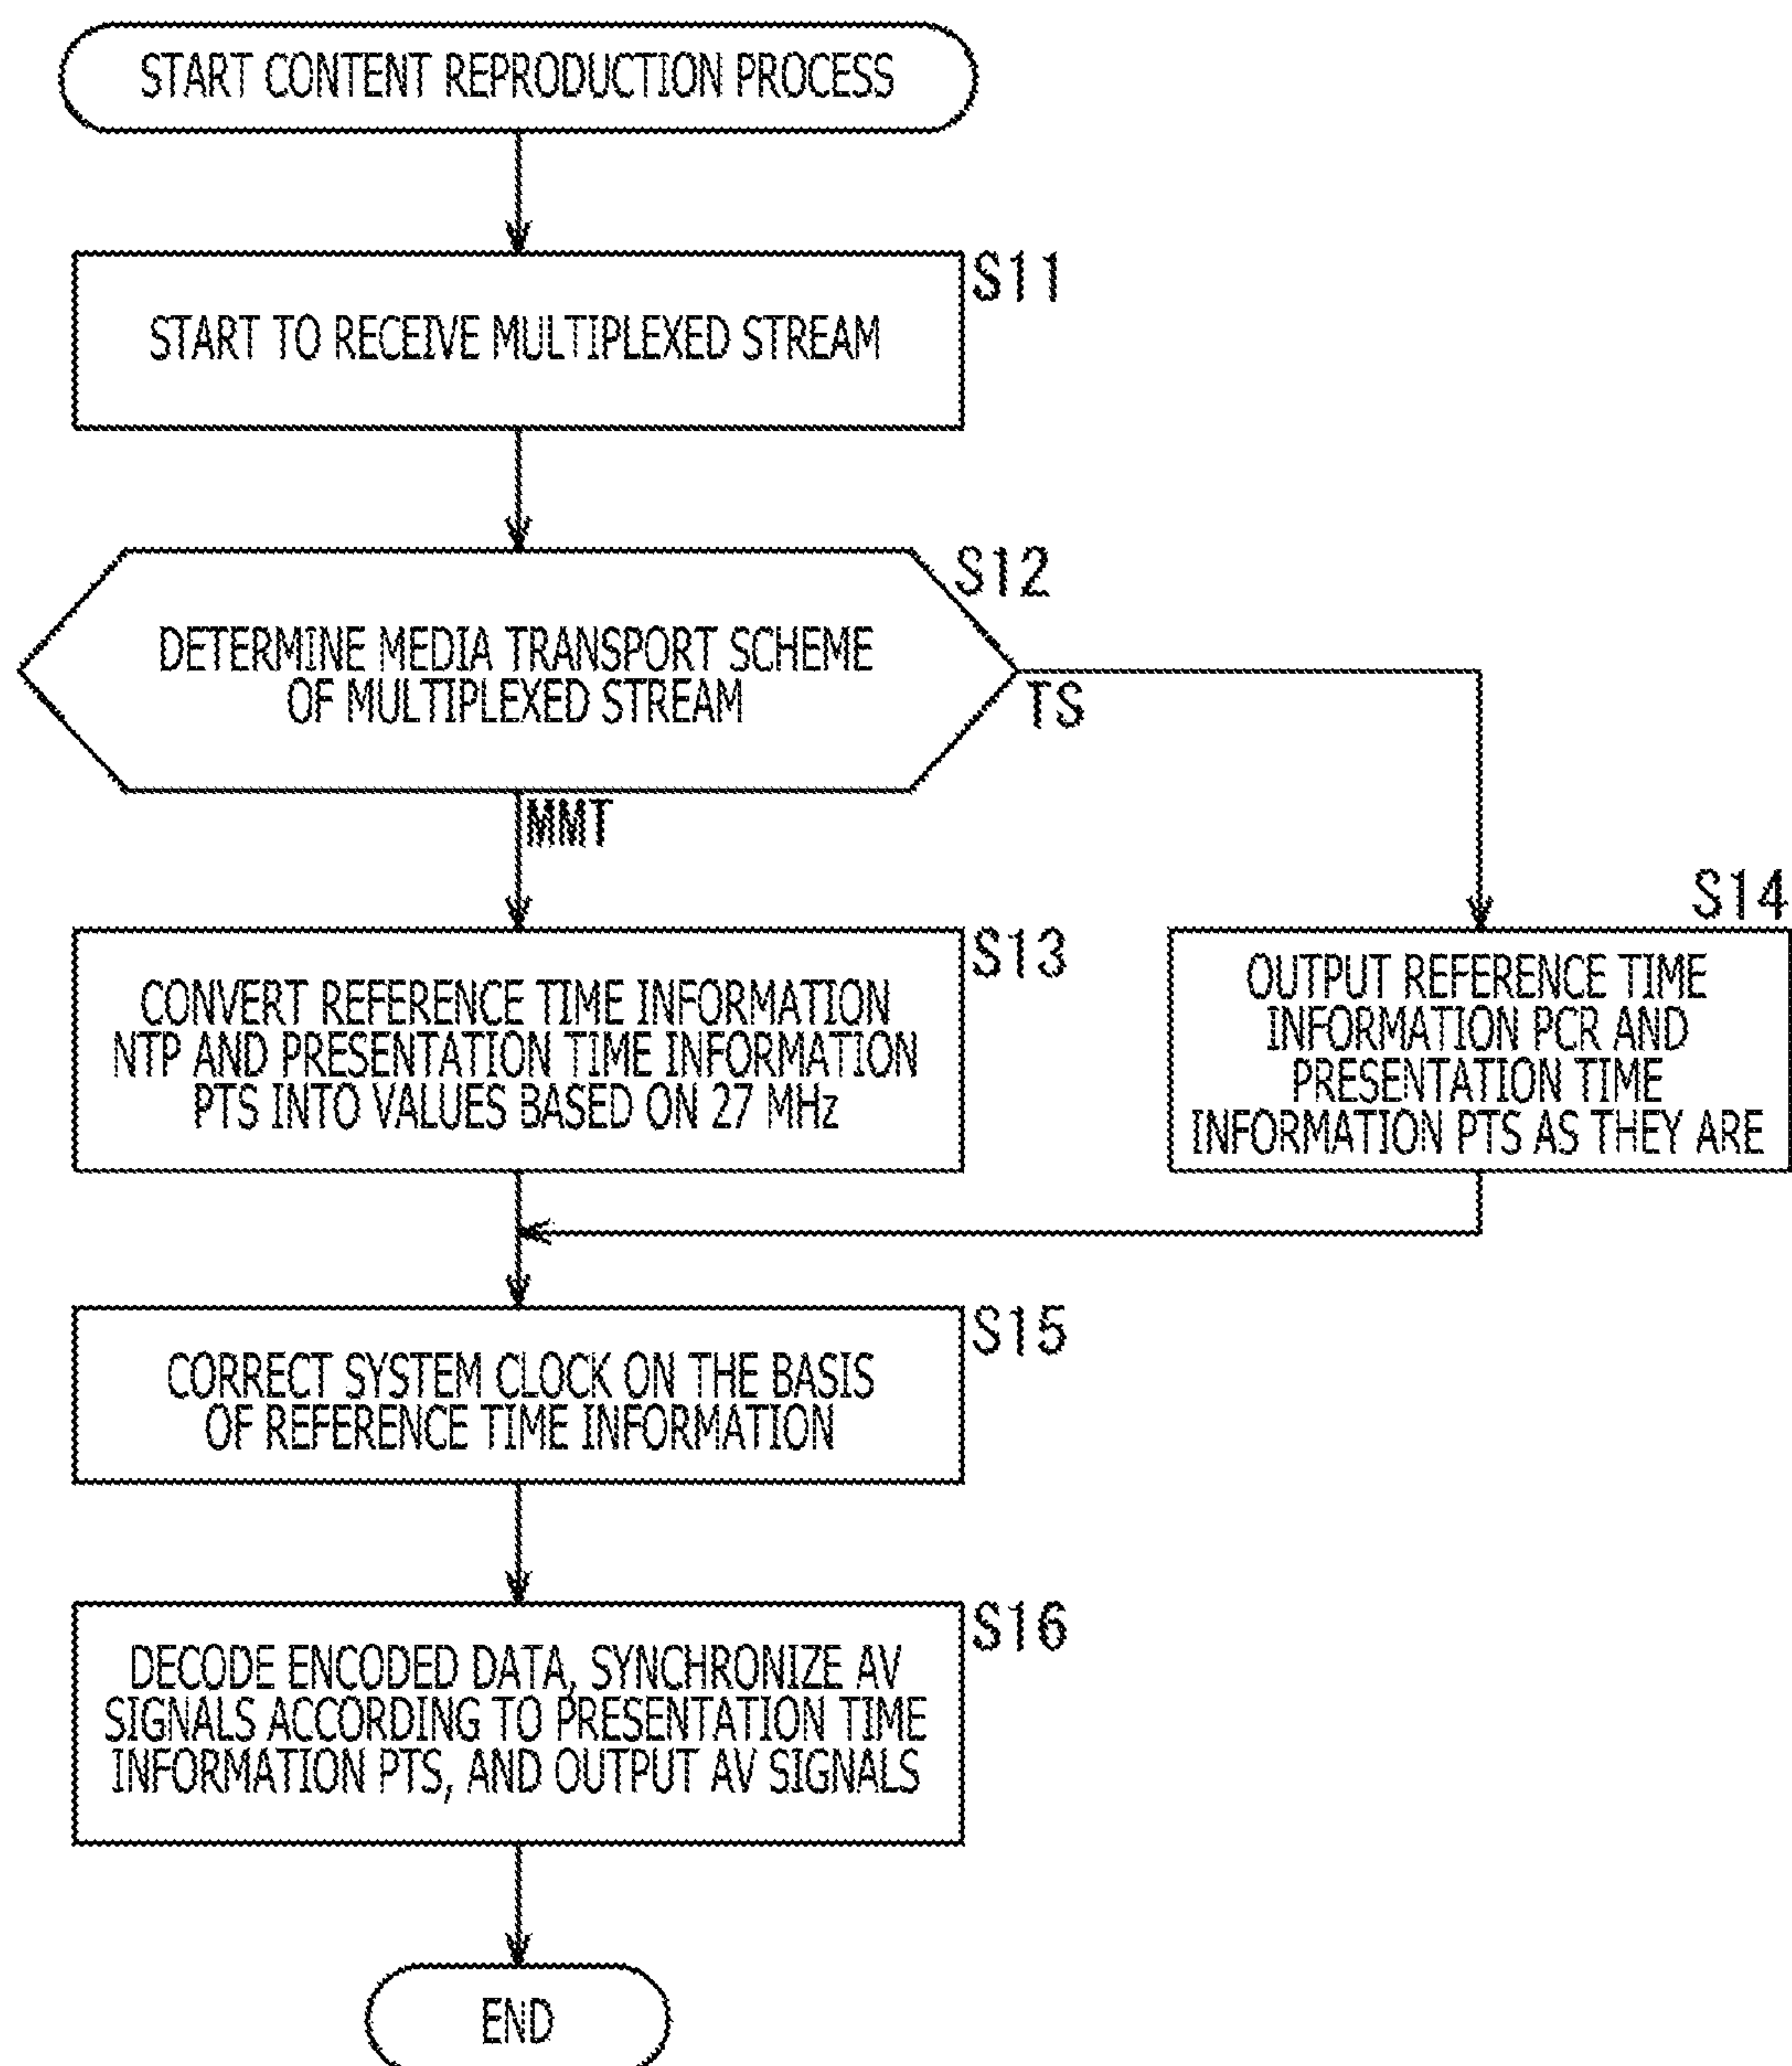 START CONTENT REPRODUCTION PROCESS
S11
START TO RECEIVE MULTIPLEXED STREAM
S12
DETERMINE MEDIA TRANSPORT SCHEME
OF MULTIPLEXED STREAM
TS
MMT
S13
CONVERT REFERENCE TIME INFORMATION
NTP AND PRESENTATION TIME INFORMATION
PTS INTO VALUES BASED ON 27 MHz
S14
OUTPUT REFERENCE TIME
INFORMATION PCR AND
PRESENTATION TIME
INFORMATION PTS AS THEY ARE
S15
CORRECT SYSTEM CLOCK ON THE BASIS
OF REFERENCE TIME INFORMATION
S16
DECODE ENCODED DATA, SYNCHRONIZE AV
SIGNALS ACCORDING TO PRESENTATION TIME
INFORMATION PTS, AND OUTPUT AV SIGNALS
END